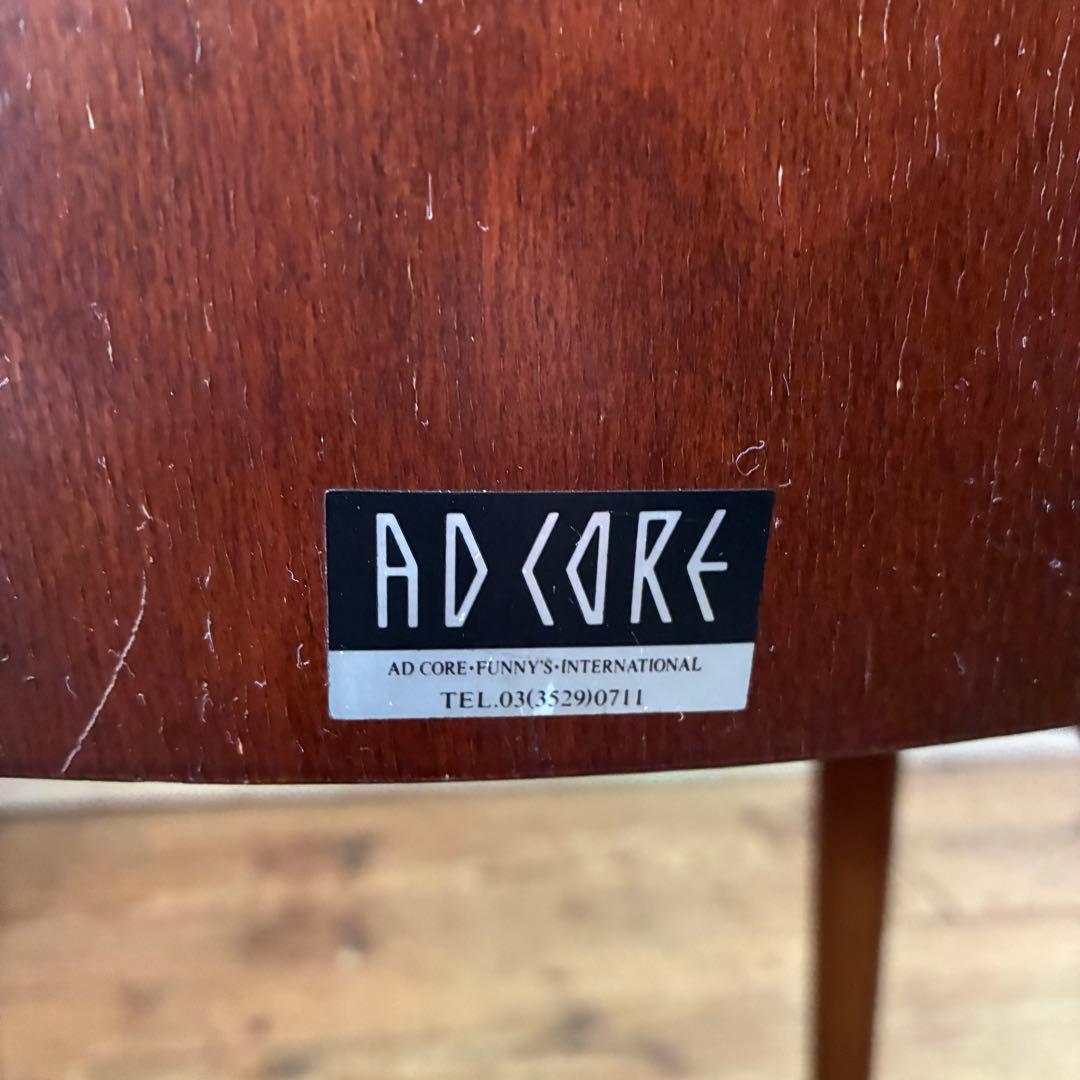 AD CORE
AD CORE·FUNNY'S·INTERNATIONAL
TEL.03(3529)0711